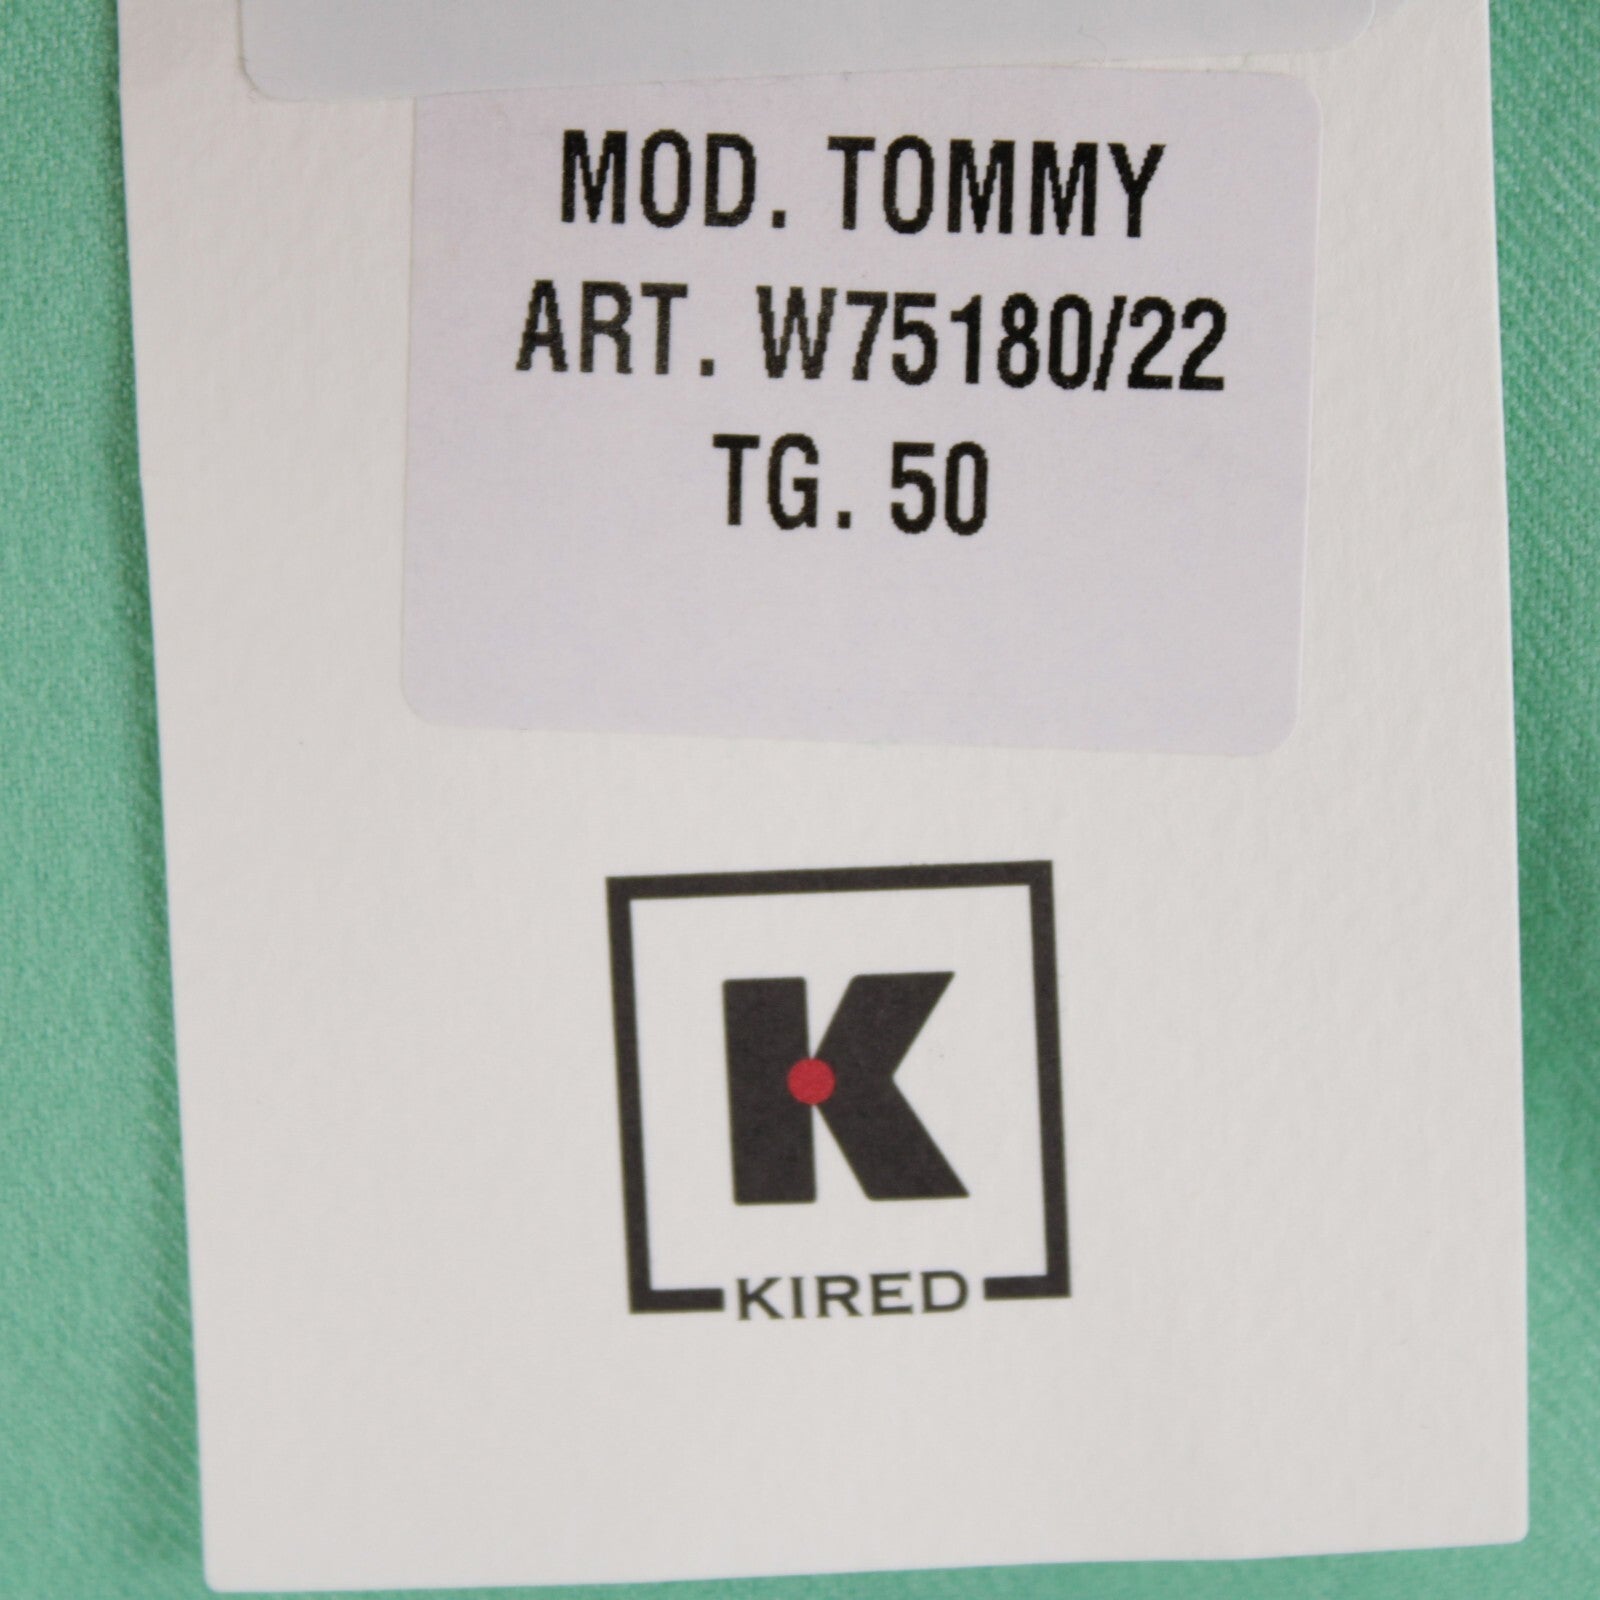 MOD. TOMMY
ART. W75180/22
TG. 50
K
KIRED